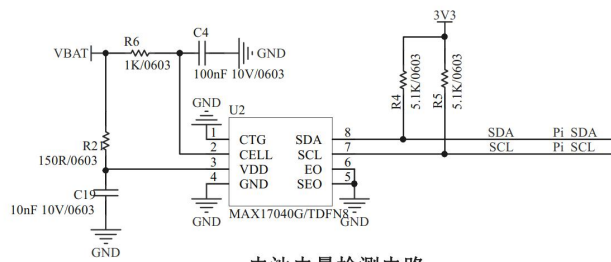 3V3
C4
R6
VBAT
GND
1K/0603
100nF 10V/0603
R4
5.1K/0603
R5
5.1K/0603
GND
U2
R21
150R/0603
1 CTG SDA 8 SDA Pi SDA
2 CELL SCL 7 SCL Pi SCL
3 VDD EO 6
4 GND SEO 5
C19
10nF 10V/0603
MAX17040G/TDFN8
GND
GND
GND